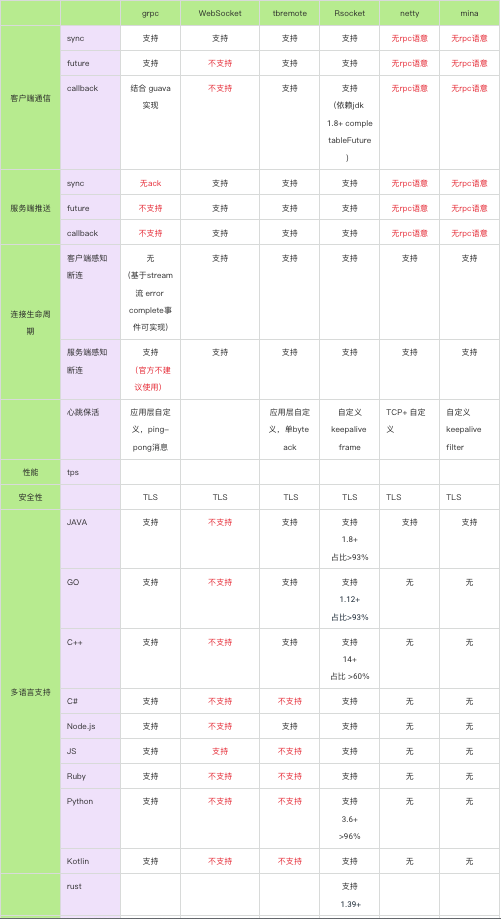 grpc WebSocket tbremote Rsocket netty mina
客户端通信 sync 支持 支持 支持 支持 无rpc语意 无rpc语意
future 支持 不支持 支持 支持 无rpc语意 无rpc语意
callback 结合 guava 不支持 支持 支持 无rpc语意 无rpc语意
实现 (依赖jdk
1.8+ comple
tableFuture
)
服务端推送 sync 无ack 支持 支持 支持 无rpc语意 无rpc语意
future 不支持 支持 支持 支持 无rpc语意 无rpc语意
callback 不支持 支持 支持 支持 无rpc语意 无rpc语意
连接生命周
期
客户端感知 无 支持 支持 支持 支持 支持
断连 (基于stream
流 error
complete事
件可实现)
服务端感知 支持 支持 支持 支持 支持 支持
断连 (官方不建
议使用)
心跳保活 应用层自定 应用层自定 自定义 TCP+ 自定 自定义
义，ping- 义，单byte keepalive 义 keepalive
pong消息 ack frame filter
性能 tps
安全性 TLS TLS TLS TLS TLS TLS
多语言支持
JAVA 支持 不支持 支持 支持 支持 支持
1.8+
占比>93%
GO 支持 不支持 支持 支持 无 无
1.12+
占比>93%
C++ 支持 不支持 支持 支持 无 无
14+
占比 >60%
C# 支持 不支持 不支持 支持 无 无
Node.js 支持 不支持 支持 支持 无 无
JS 支持 支持 不支持 支持 无 无
Ruby 支持 不支持 不支持 支持 无 无
Python 支持 不支持 不支持 支持 无 无
3.6+
>96%
Kotlin 支持 不支持 不支持 支持 无 无
rust 支持
1.39+